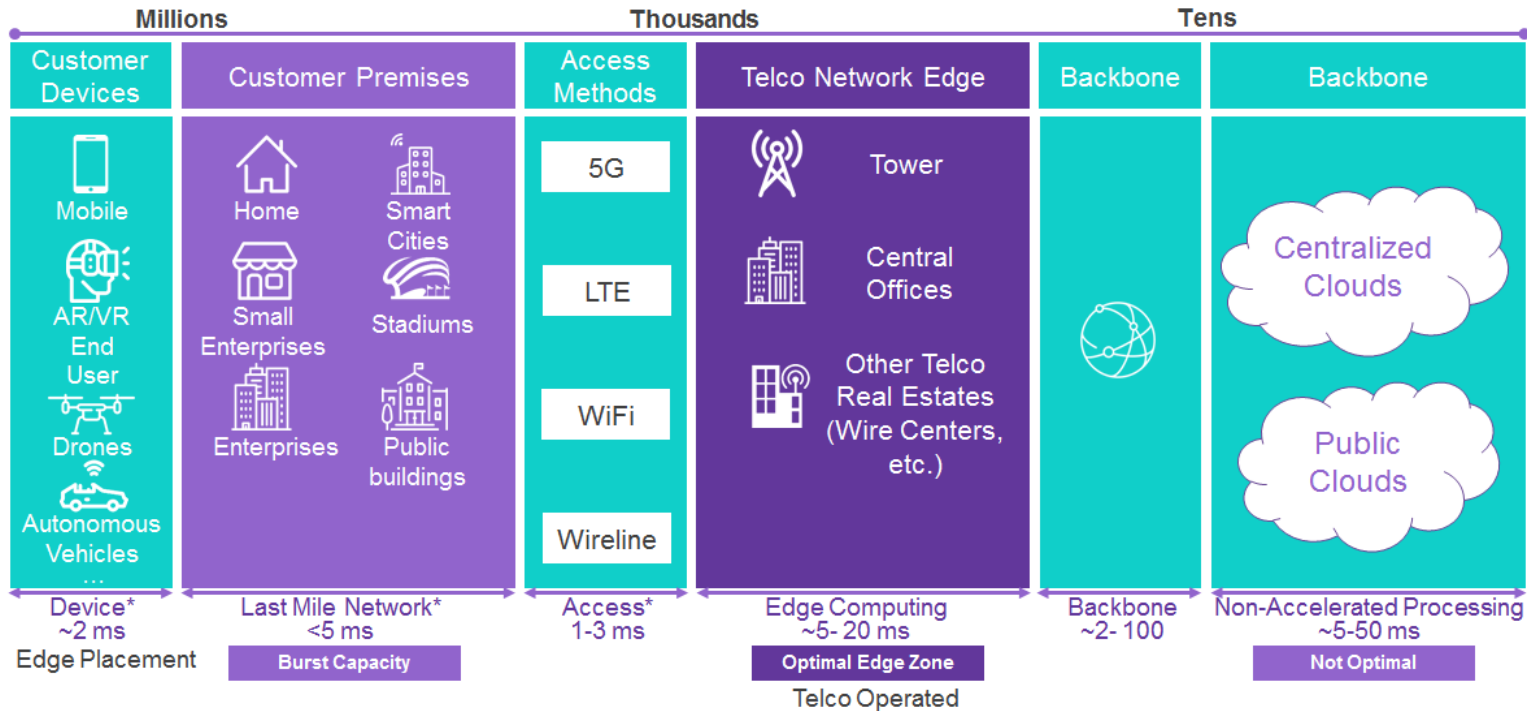 Millions
Thousands
Tens
Customer
Devices
Customer Premises
Access
Methods
Telco Network Edge
Backbone
Backbone
Mobile
AR/VR
End
User
Drones
Autonomous
Vehicles
...
Home
Smart
Cities
Small
Enterprises
Stadiums
Enterprises
Public
buildings
5G
LTE
WiFi
Wireline
Tower
Central
Offices
Other Telco
Real Estates
(Wire Centers,
etc.)
Centralized
Clouds
Public
Clouds
Device*
~2 ms
Last Mile Network*
<5 ms
Access*
1-3 ms
Edge Computing
~5- 20 ms
Backbone
~2- 100
Non-Accelerated Processing
~5-50 ms
Edge Placement
Burst Capacity
Optimal Edge Zone
Not Optimal
Telco Operated